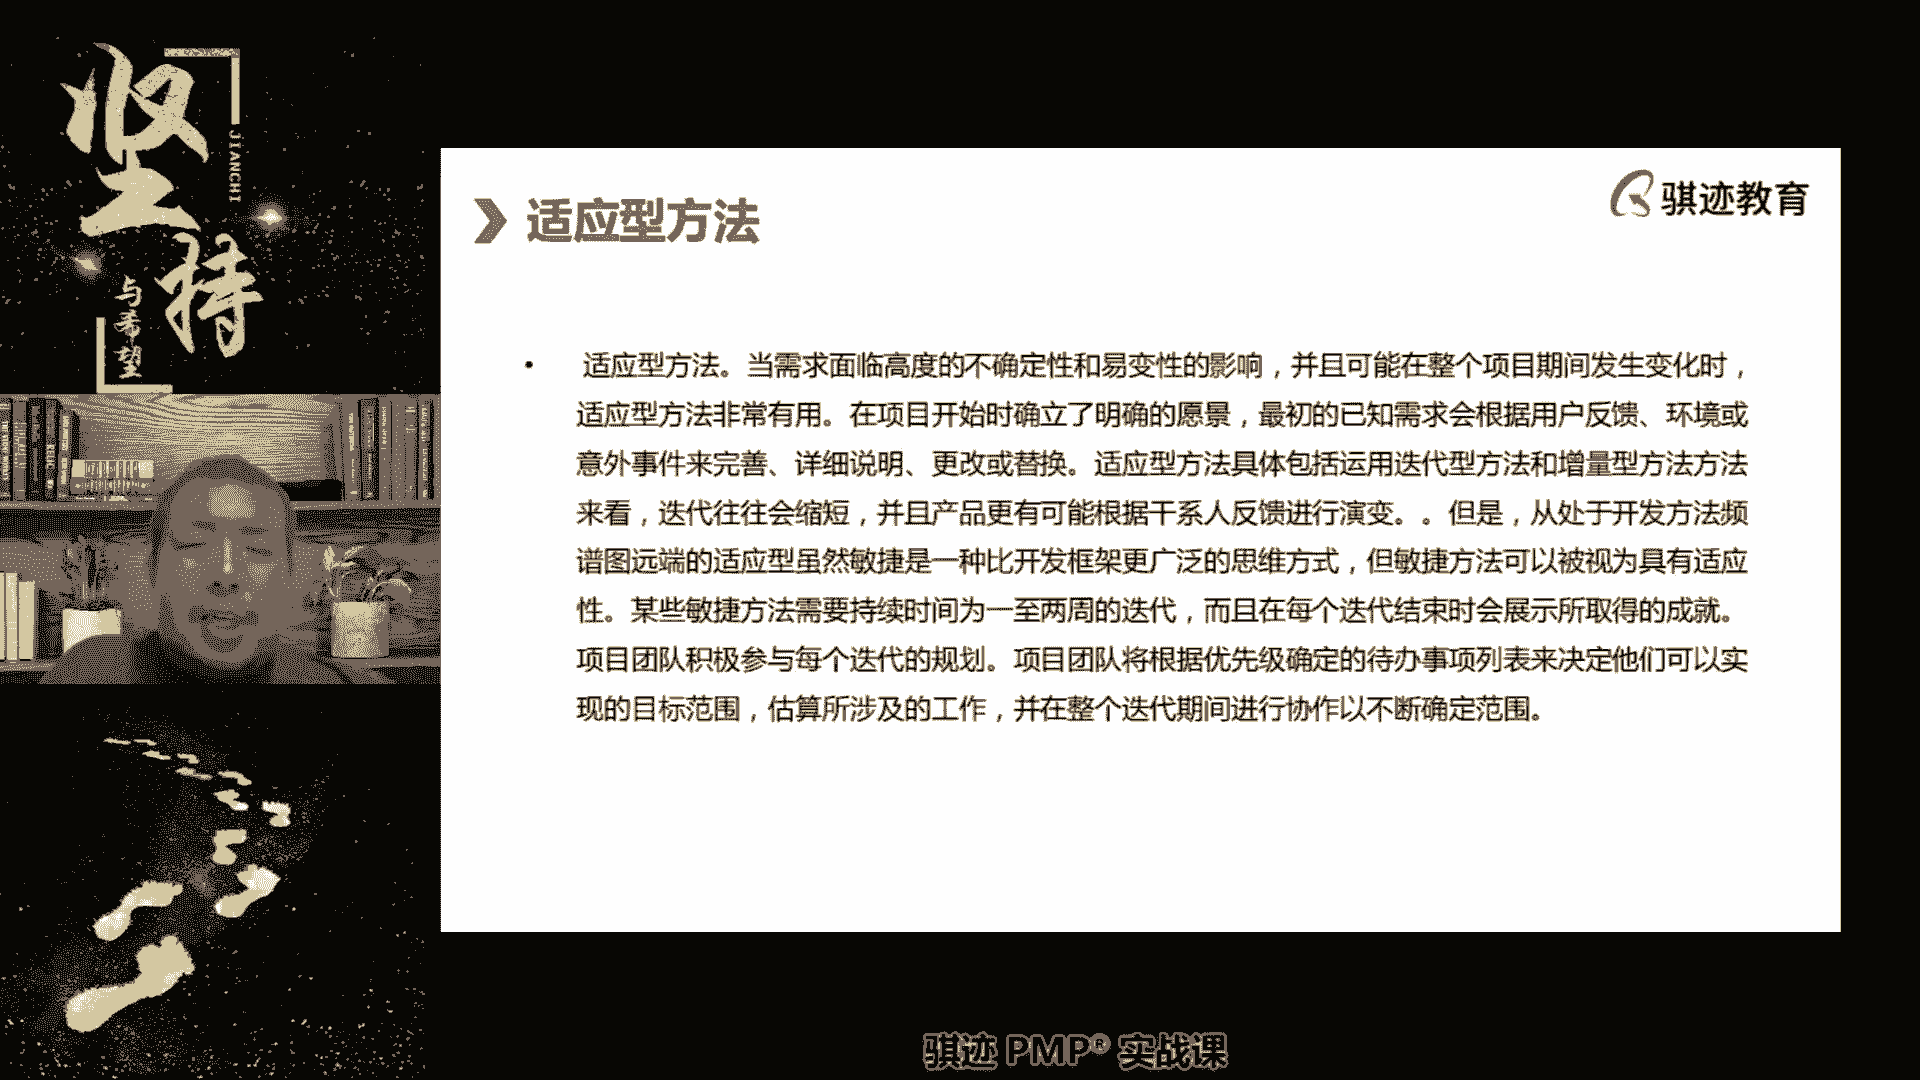 坚持
JIANCHI
与希望
骐迹教育
适应型方法
• 适应型方法。当需求面临高度的不确定性和易变性的影响，并且可能在整个项目期间发生变化时，
适应型方法非常有用。在项目开始时确立了明确的愿景，最初的已知需求会根据用户反馈、环境或
意外事件来完善、详细说明、更改或替换。适应型方法具体包括运用迭代型方法和增量型方法方法
来看，迭代往往会缩短，并且产品更有可能根据干系人反馈进行演变。。但是，从处于开发方法频
谱图远端的适应型虽然敏捷是一种比开发框架更广泛的思维方式，但敏捷方法可以被视为具有适应
性。某些敏捷方法需要持续时间为一至两周的迭代，而且在每个迭代结束时会展示所取得的成就。
项目团队积极参与每个迭代的规划。项目团队将根据优先级确定的待办事项列表来决定他们可以实
现的目标范围，估算所涉及的工作，并在整个迭代期间进行协作以不断确定范围。
骐迹 PMP® 实战课